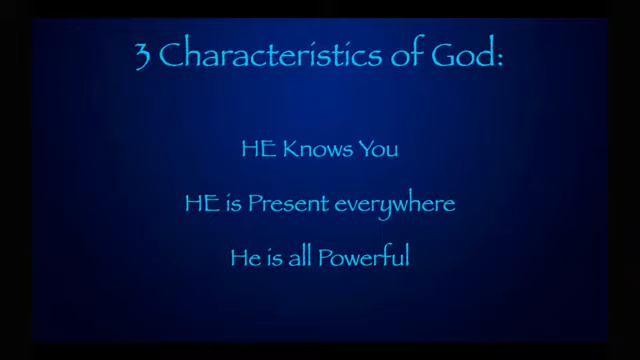 3 Characteristics of God:
HE Knows You
HE is Present everywhere
He is all Powerful